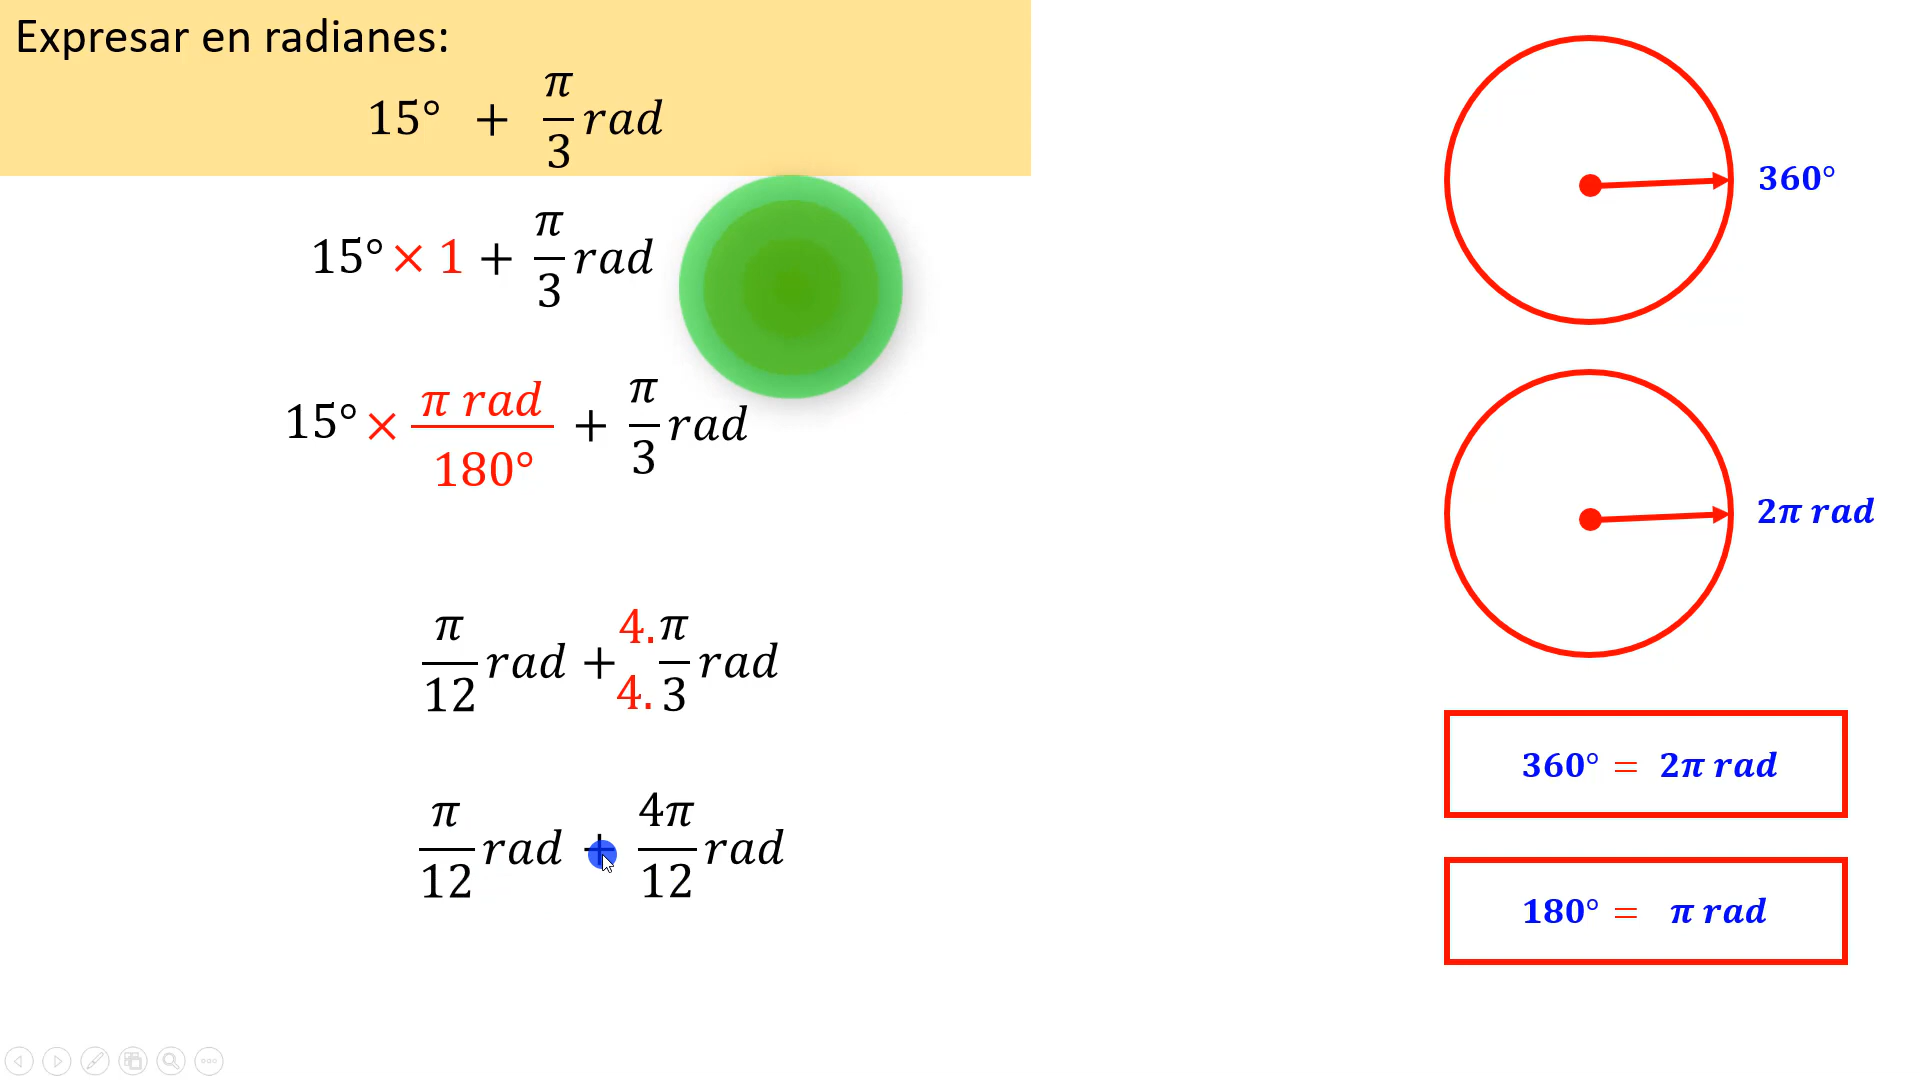 Expresar en radianes:
15° + π/3 rad
15° × 1 + π/3 rad
15° × π rad/180° + π/3 rad
π/12 rad + 4.π/4.3 rad
π/12 rad + 4π/12 rad
360°
2π rad
360° = 2π rad
180° = π rad